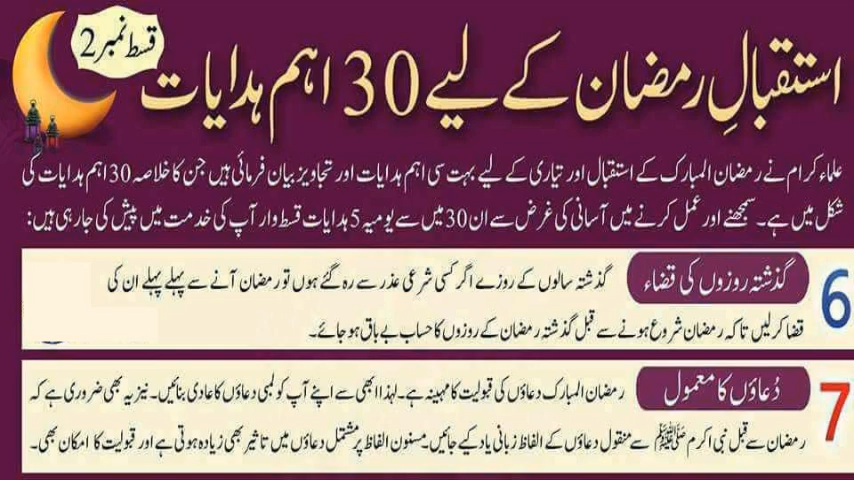 قسط نمبر 2
استقبالِ رمضان کے لیے 30 اہم ہدایات
علماء کرام نے رمضان المبارک کے استقبال اور تیاری کے لیے بہت سی اہم ہدایات اور تجاویز بیان فرمائی ہیں جن کا خلاصہ 30 اہم ہدایات کی
شکل میں ہے۔ سمجھنے اور عمل کرنے میں آسانی کی غرض سے ان 30 میں سے یومیہ 5 ہدایات قسط وار آپ کی خدمت میں پیش کی جارہی ہیں:
6 گذشتہ روزوں کی قضاء گذشتہ سالوں کے روزے اگر کسی شرعی عذر سے رہ گئے ہوں تو رمضان آنے سے پہلے پہلے ان کی
قضا کرلیں تاکہ رمضان شروع ہونے سے قبل گذشتہ رمضان کے روزوں کا حساب بے باق ہو جائے۔
7 دُعاؤں کا معمول رمضان المبارک دعاؤں کی قبولیت کا مہینہ ہے۔ لہذا ابھی سے اپنے آپ کو لمبی دعاؤں کا عادی بنائیں۔ نیز یہ بھی ضروری ہے کہ
رمضان سے قبل نبی اکرم ﷺ سے منقول دعاؤں کے الفاظ زبانی یاد کیے جائیں۔ مسنون الفاظ پر مشتمل دعاؤں میں تاثیر بھی زیادہ ہوتی ہے اور قبولیت کا امکان بھی۔